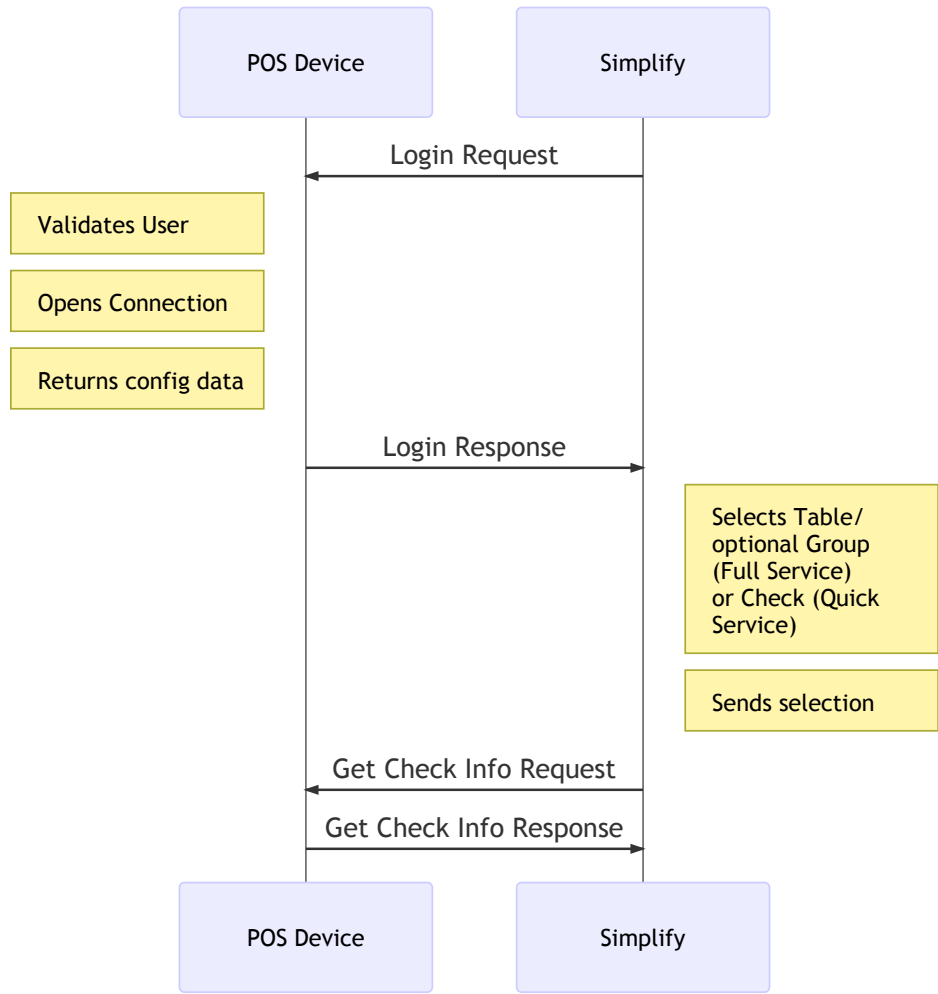 POS Device
Simplify
Login Request
Validates User
Opens Connection
Returns config data
Login Response
Selects Table/
optional Group
(Full Service)
or Check (Quick
Service)
Sends selection
Get Check Info Request
Get Check Info Response
POS Device
Simplify